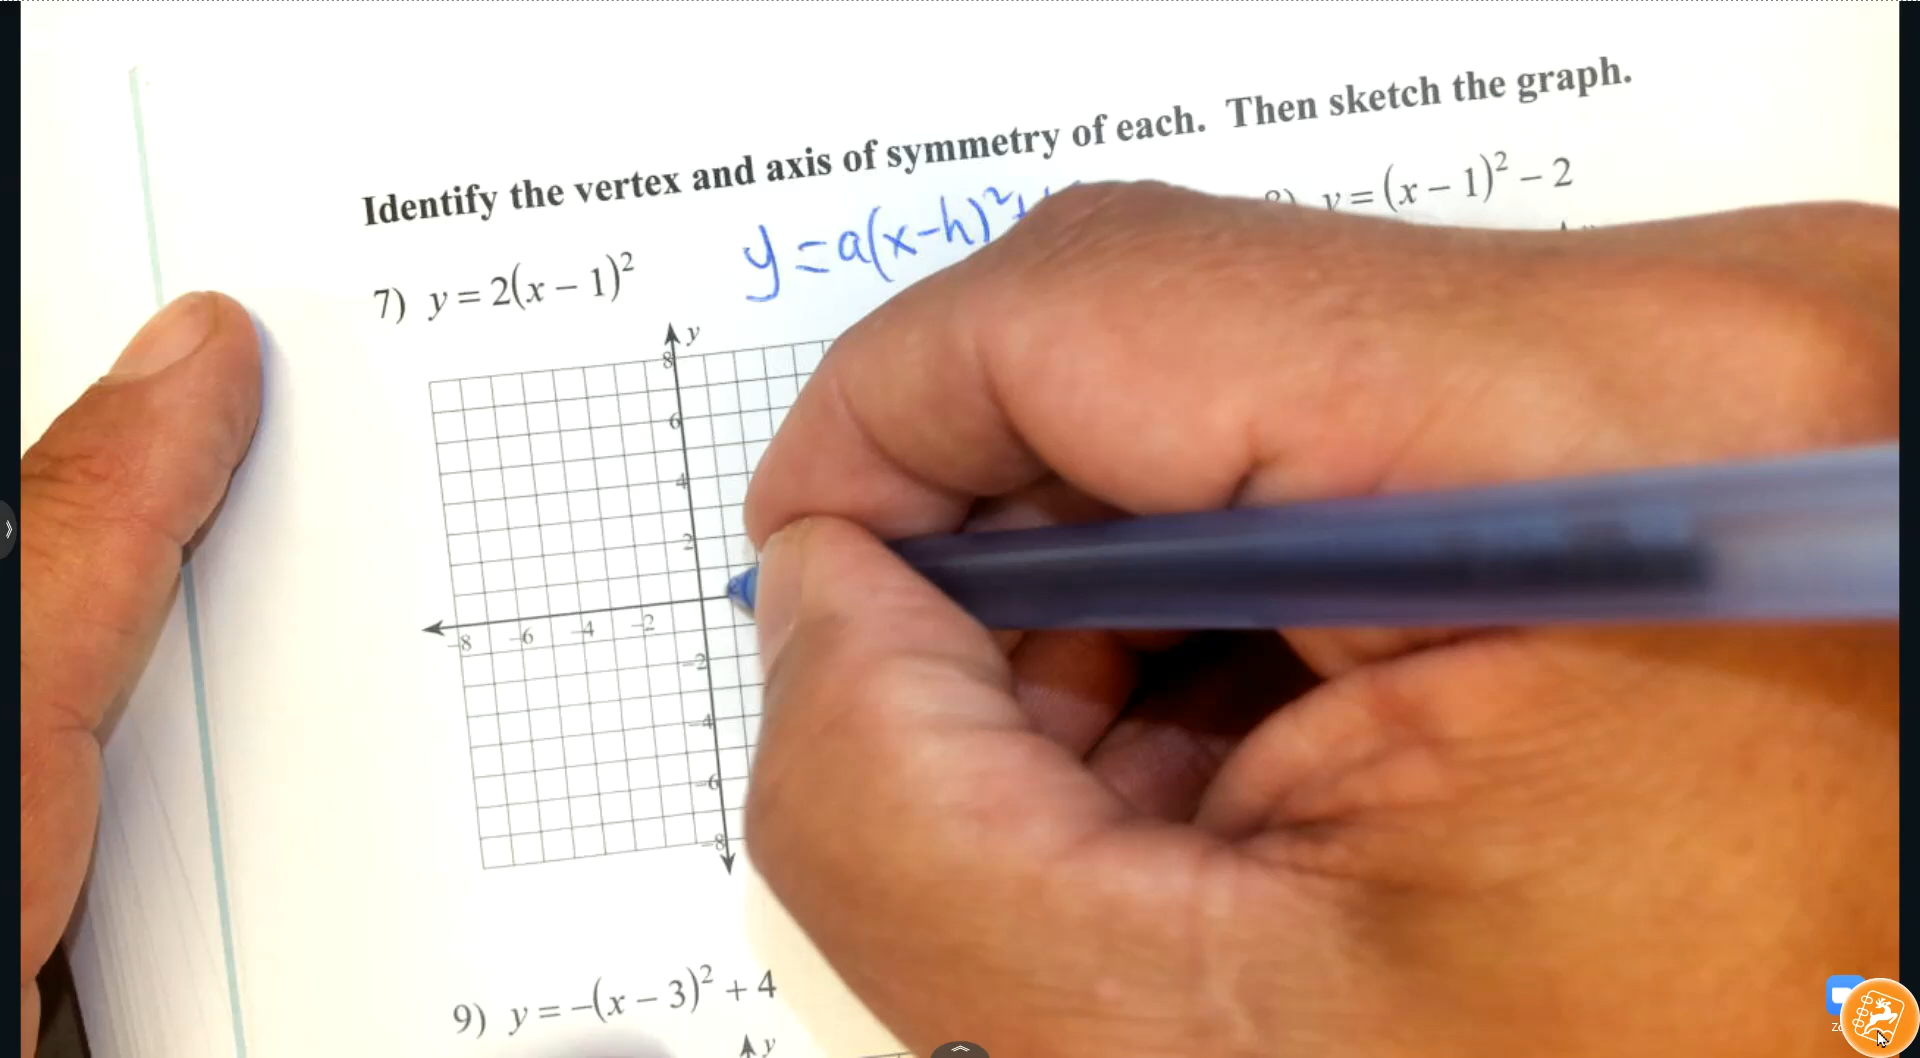 Identify the vertex and axis of symmetry of each. Then sketch the graph.
7) y = 2(x − 1)²
y = a(x-h)²+
y = (x − 1)² − 2
y
8
6
4
2
−8 −6 −4 −2
−2
−4
−6
−8
9) y = −(x − 3)² + 4
y